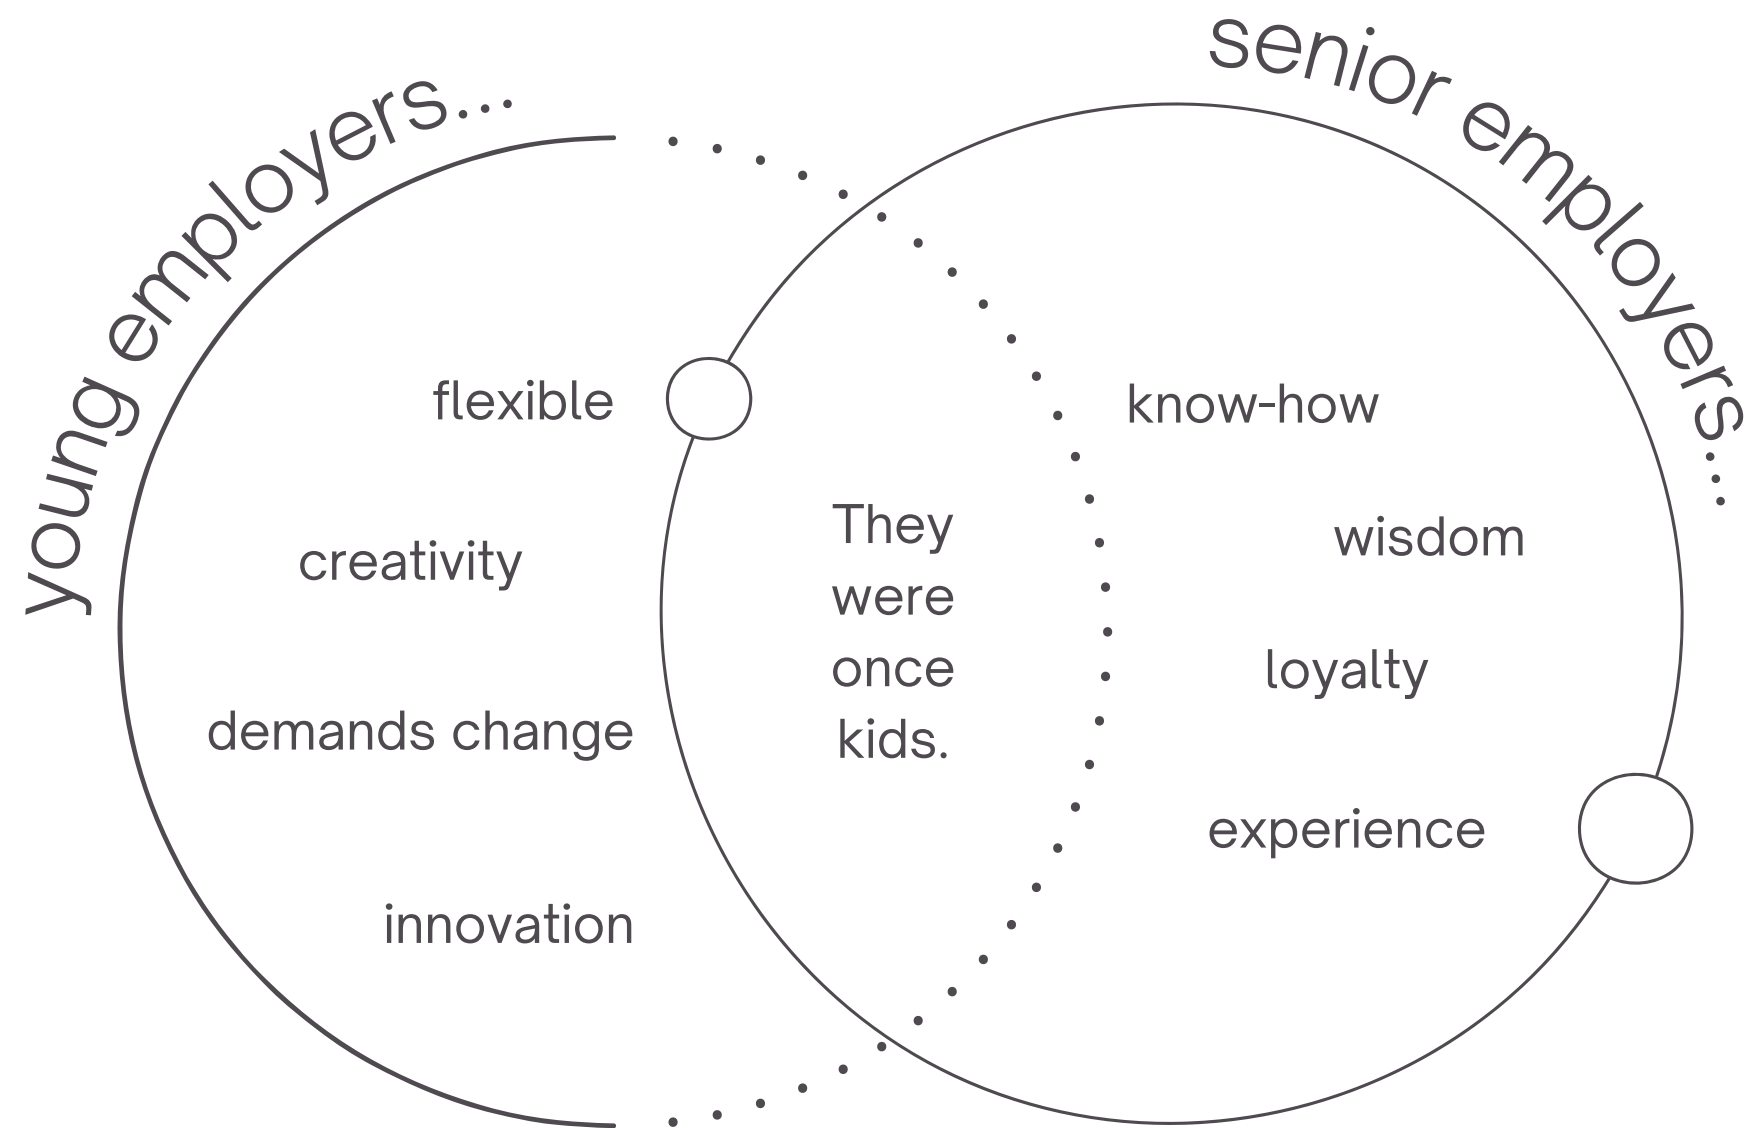 young employers...
senior employers...
flexible
creativity
demands change
innovation
They
were
once
kids.
know-how
wisdom
loyalty
experience